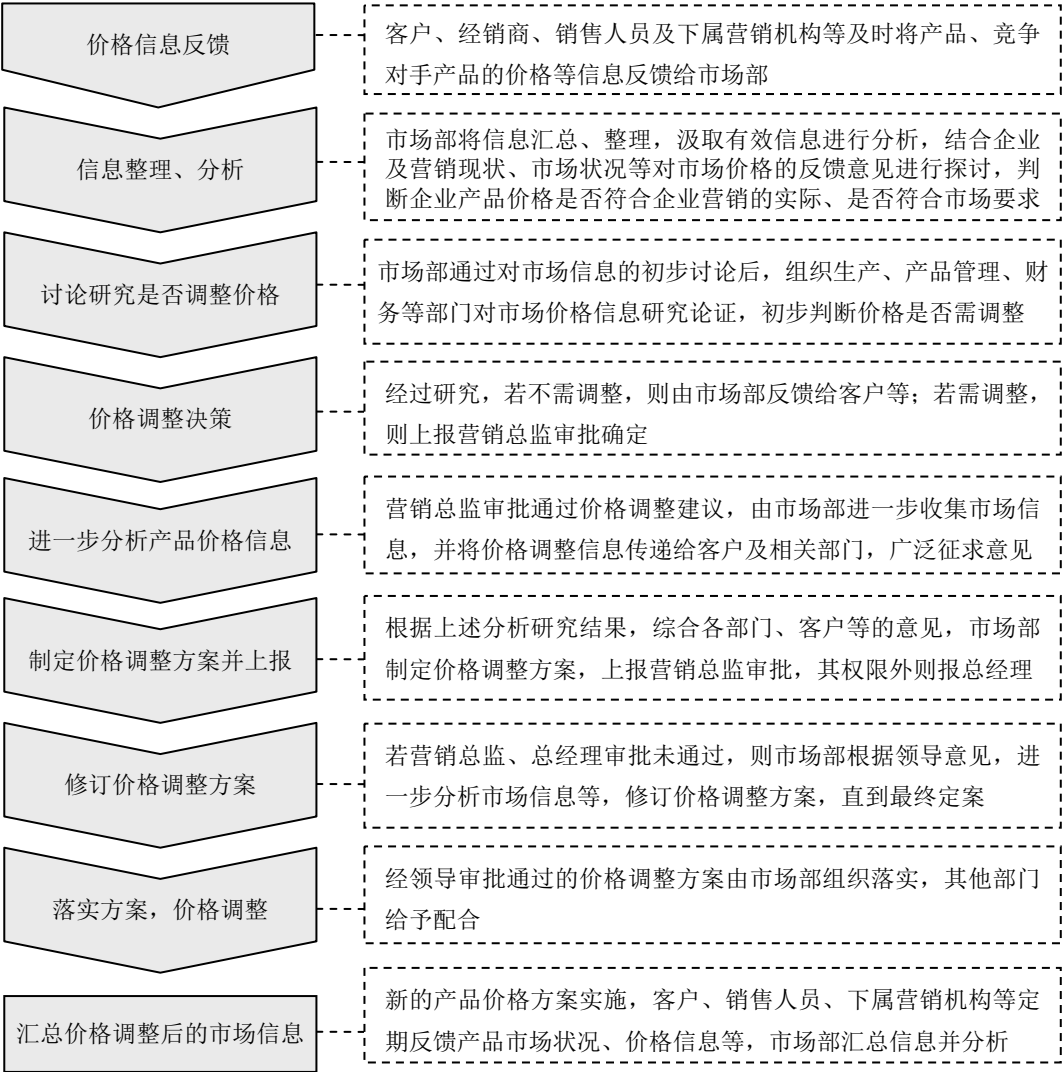 价格信息反馈
客户、经销商、销售人员及下属营销机构等及时将产品、竞争
对手产品的价格等信息反馈给市场部
信息整理、分析
市场部将信息汇总、整理，汲取有效信息进行分析，结合企业
及营销现状、市场状况等对市场价格的反馈意见进行探讨，判
断企业产品价格是否符合企业营销的实际、是否符合市场要求
讨论研究是否调整价格
市场部通过对市场信息的初步讨论后，组织生产、产品管理、财
务等部门对市场价格信息研究论证，初步判断价格是否需调整
价格调整决策
经过研究，若不需调整，则由市场部反馈给客户等；若需调整，
则上报营销总监审批确定
进一步分析产品价格信息
营销总监审批通过价格调整建议，由市场部进一步收集市场信
息，并将价格调整信息传递给客户及相关部门，广泛征求意见
制定价格调整方案并上报
根据上述分析研究结果，综合各部门、客户等的意见，市场部
制定价格调整方案，上报营销总监审批，其权限外则报总经理
修订价格调整方案
若营销总监、总经理审批未通过，则市场部根据领导意见，进
一步分析市场信息等，修订价格调整方案，直到最终定案
落实方案，价格调整
经领导审批通过的价格调整方案由市场部组织落实，其他部门
给予配合
汇总价格调整后的市场信息
新的产品价格方案实施，客户、销售人员、下属营销机构等定
期反馈产品市场状况、价格信息等，市场部汇总信息并分析